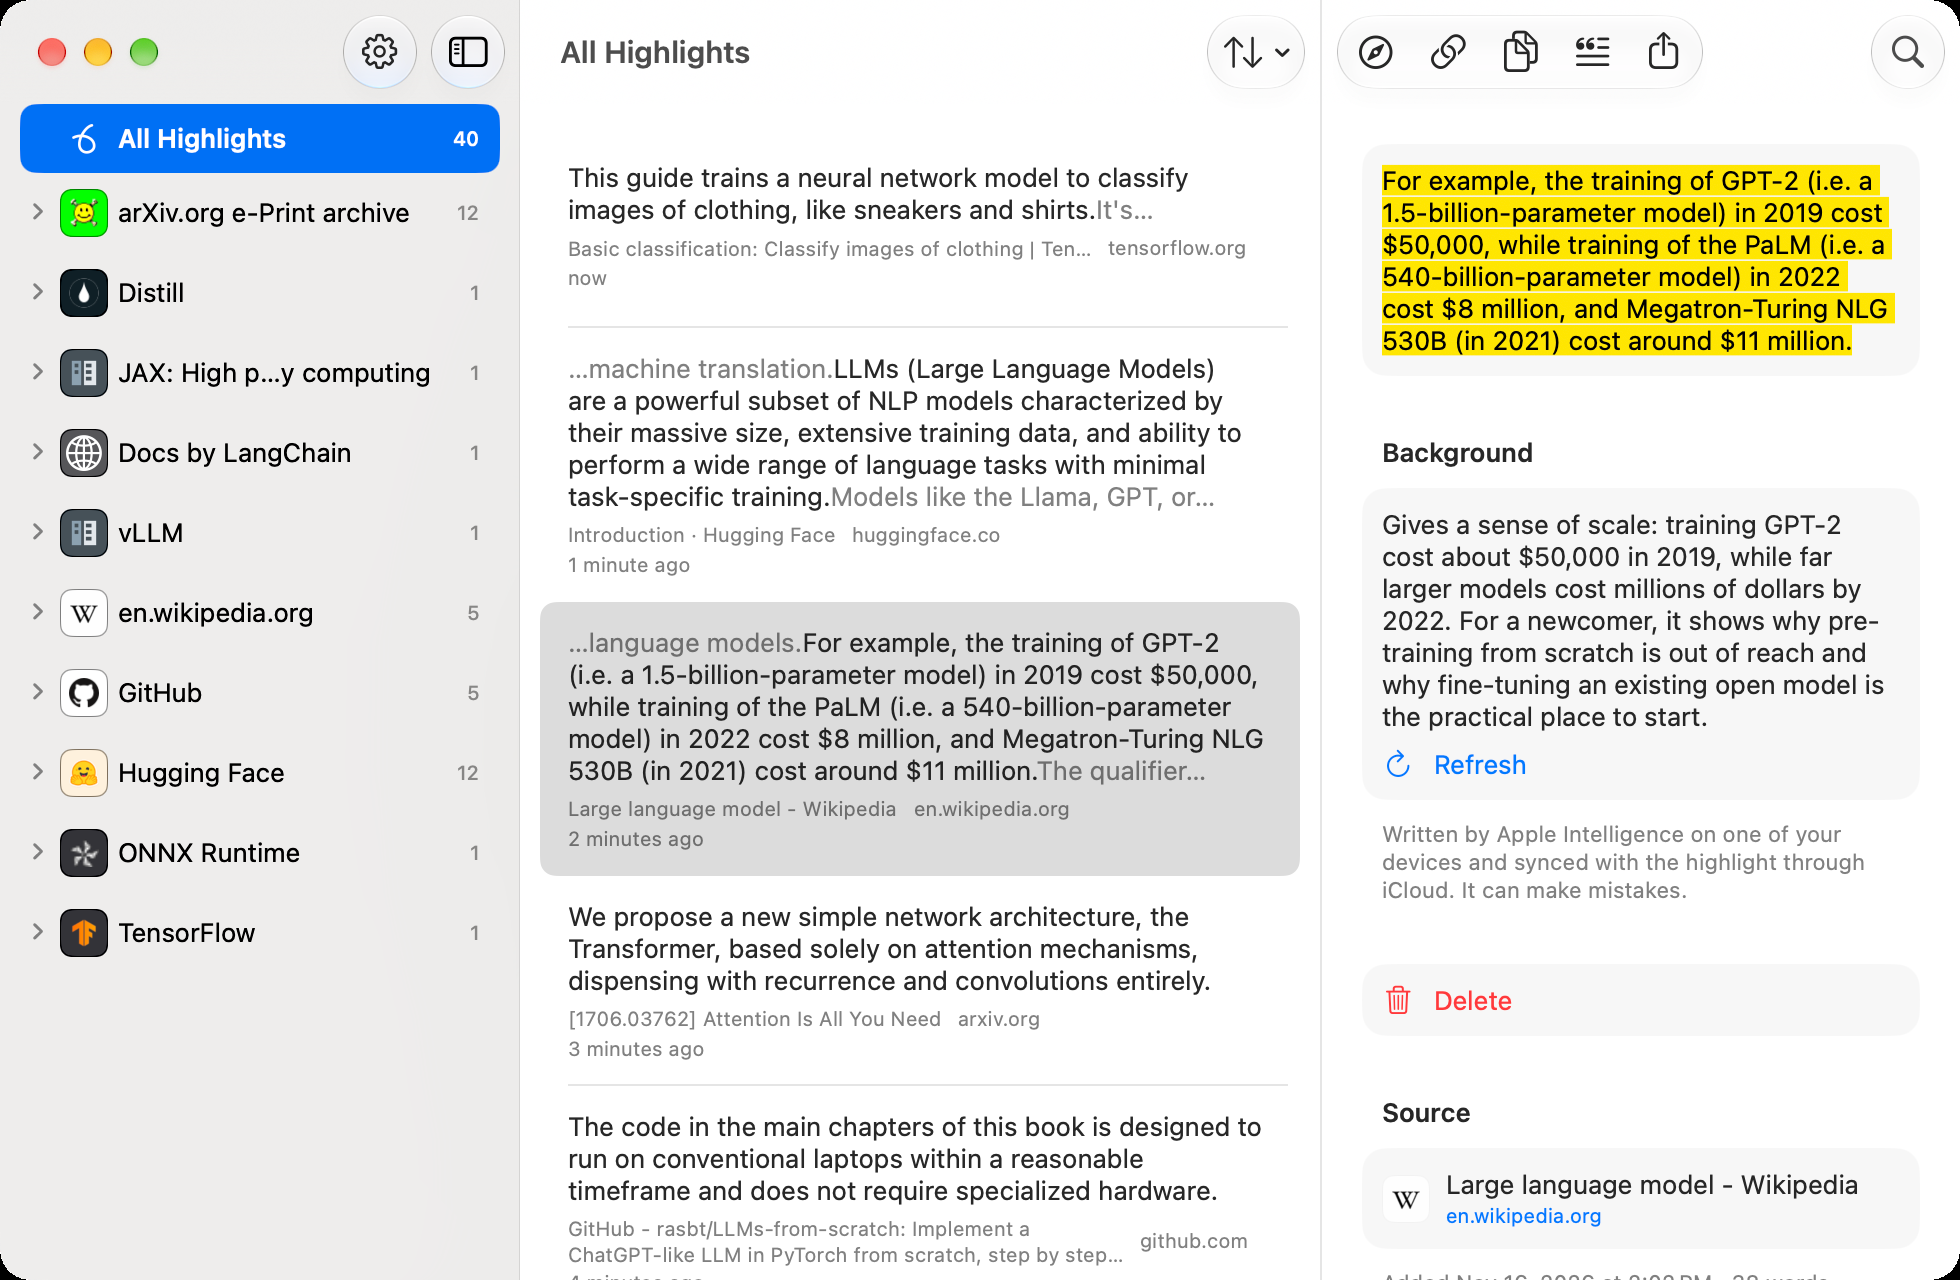 All Highlights
40
arXiv.org e-Print archive
12
Distill
1
JAX: High p...y computing
1
Docs by LangChain
1
vLLM
1
W
en.wikipedia.org
5
GitHub
5
Hugging Face
12
ONNX Runtime
1
TensorFlow
1
All Highlights
This guide trains a neural network model to classify
images of clothing, like sneakers and shirts.It's...
Basic classification: Classify images of clothing | Ten... tensorflow.org
now
...machine translation.LLMs (Large Language Models)
are a powerful subset of NLP models characterized by
their massive size, extensive training data, and ability to
perform a wide range of language tasks with minimal
task-specific training.Models like the Llama, GPT, or...
Introduction · Hugging Face huggingface.co
1 minute ago
...language models.For example, the training of GPT-2
(i.e. a 1.5-billion-parameter model) in 2019 cost $50,000,
while training of the PaLM (i.e. a 540-billion-parameter
model) in 2022 cost $8 million, and Megatron-Turing NLG
530B (in 2021) cost around $11 million.The qualifier...
Large language model - Wikipedia en.wikipedia.org
2 minutes ago
We propose a new simple network architecture, the
Transformer, based solely on attention mechanisms,
dispensing with recurrence and convolutions entirely.
[1706.03762] Attention Is All You Need arxiv.org
3 minutes ago
The code in the main chapters of this book is designed to
run on conventional laptops within a reasonable
timeframe and does not require specialized hardware.
GitHub - rasbt/LLMs-from-scratch: Implement a
ChatGPT-like LLM in PyTorch from scratch, step by step...
github.com
For example, the training of GPT-2 (i.e. a
1.5-billion-parameter model) in 2019 cost
$50,000, while training of the PaLM (i.e. a
540-billion-parameter model) in 2022
cost $8 million, and Megatron-Turing NLG
530B (in 2021) cost around $11 million.
Background
Gives a sense of scale: training GPT-2
cost about $50,000 in 2019, while far
larger models cost millions of dollars by
2022. For a newcomer, it shows why pre-
training from scratch is out of reach and
why fine-tuning an existing open model is
the practical place to start.
Refresh
Written by Apple Intelligence on one of your
devices and synced with the highlight through
iCloud. It can make mistakes.
Delete
Source
W
Large language model - Wikipedia
en.wikipedia.org